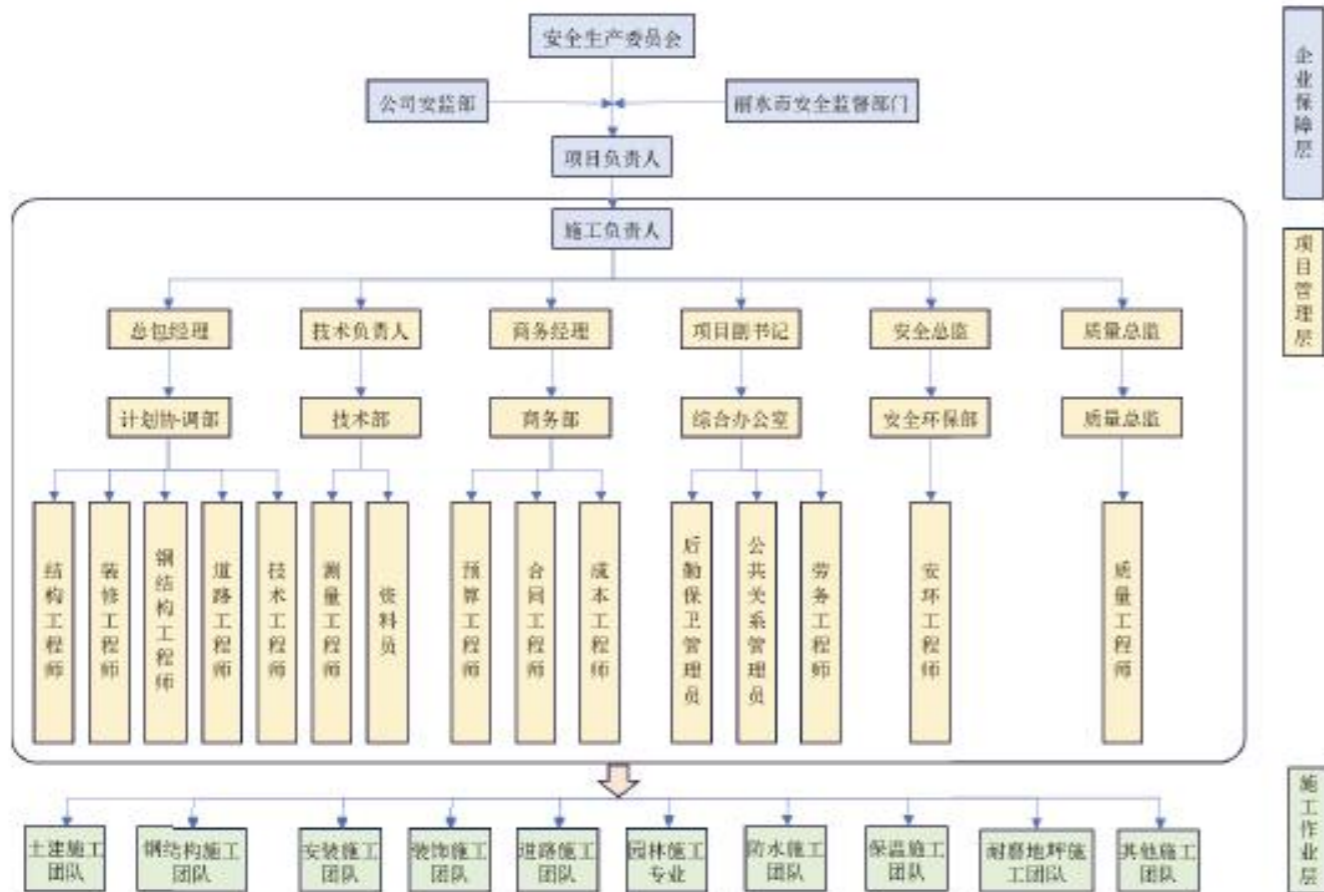 安全生产委员会
公司安监部
丽水市安全监督部门
项目负责人
施工负责人
总包经理
技术负责人
商务经理
项目副书记
安全总监
质量总监
计划协调部
技术部
商务部
综合办公室
安全环保部
质量总监
结构工程师
装修工程师
钢结构工程师
道路工程师
技术工程师
测量工程师
资料员
预算工程师
合同工程师
成本工程师
后勤保卫管理员
公共关系管理员
劳务工程师
安环工程师
质量工程师
土建施工
团队
钢结构施工
团队
安装施工
团队
装饰施工
团队
道路施工
团队
园林施工
专业
防水施工
团队
保温施工
团队
耐磨地坪施
工团队
其他施工
团队
企业保障层
项目管理层
施工作业层